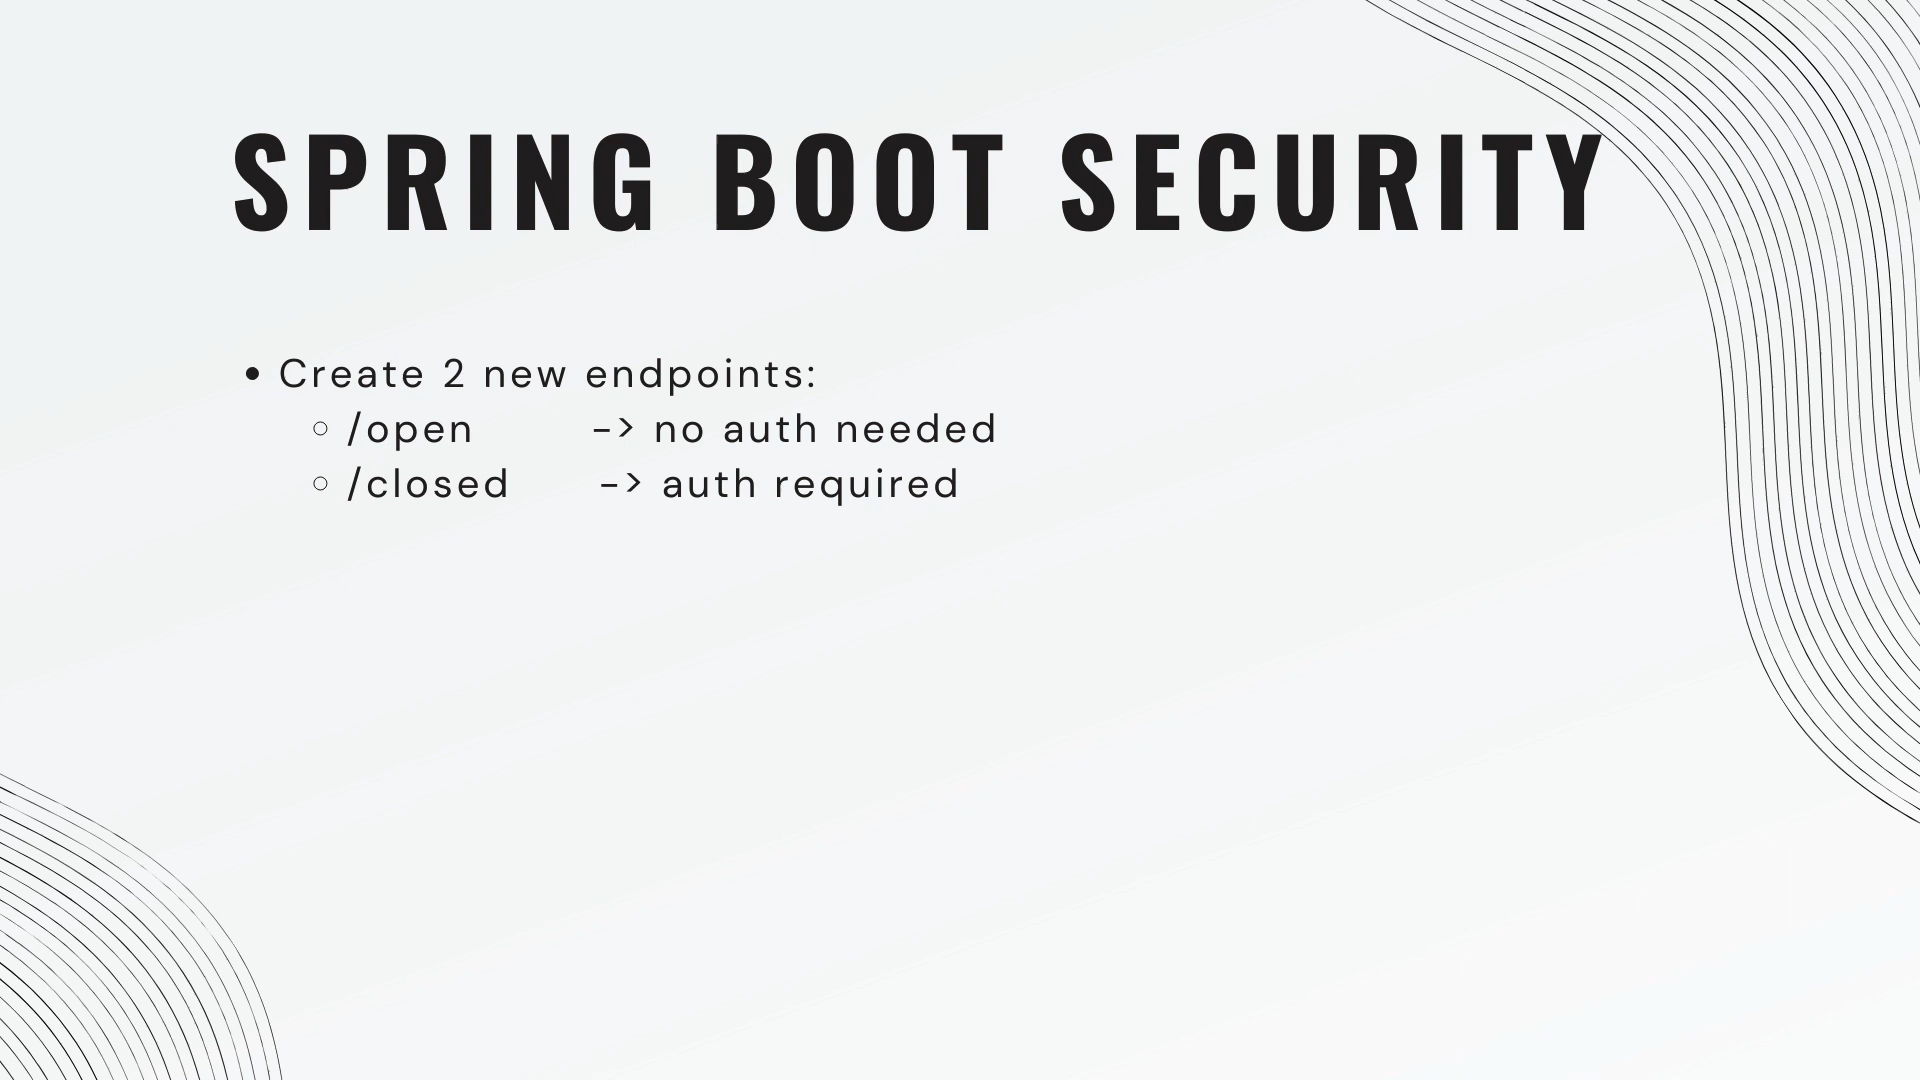 SPRING BOOT SECURITY
• Create 2 new endpoints:
○ /open -> no auth needed
○ /closed -> auth required